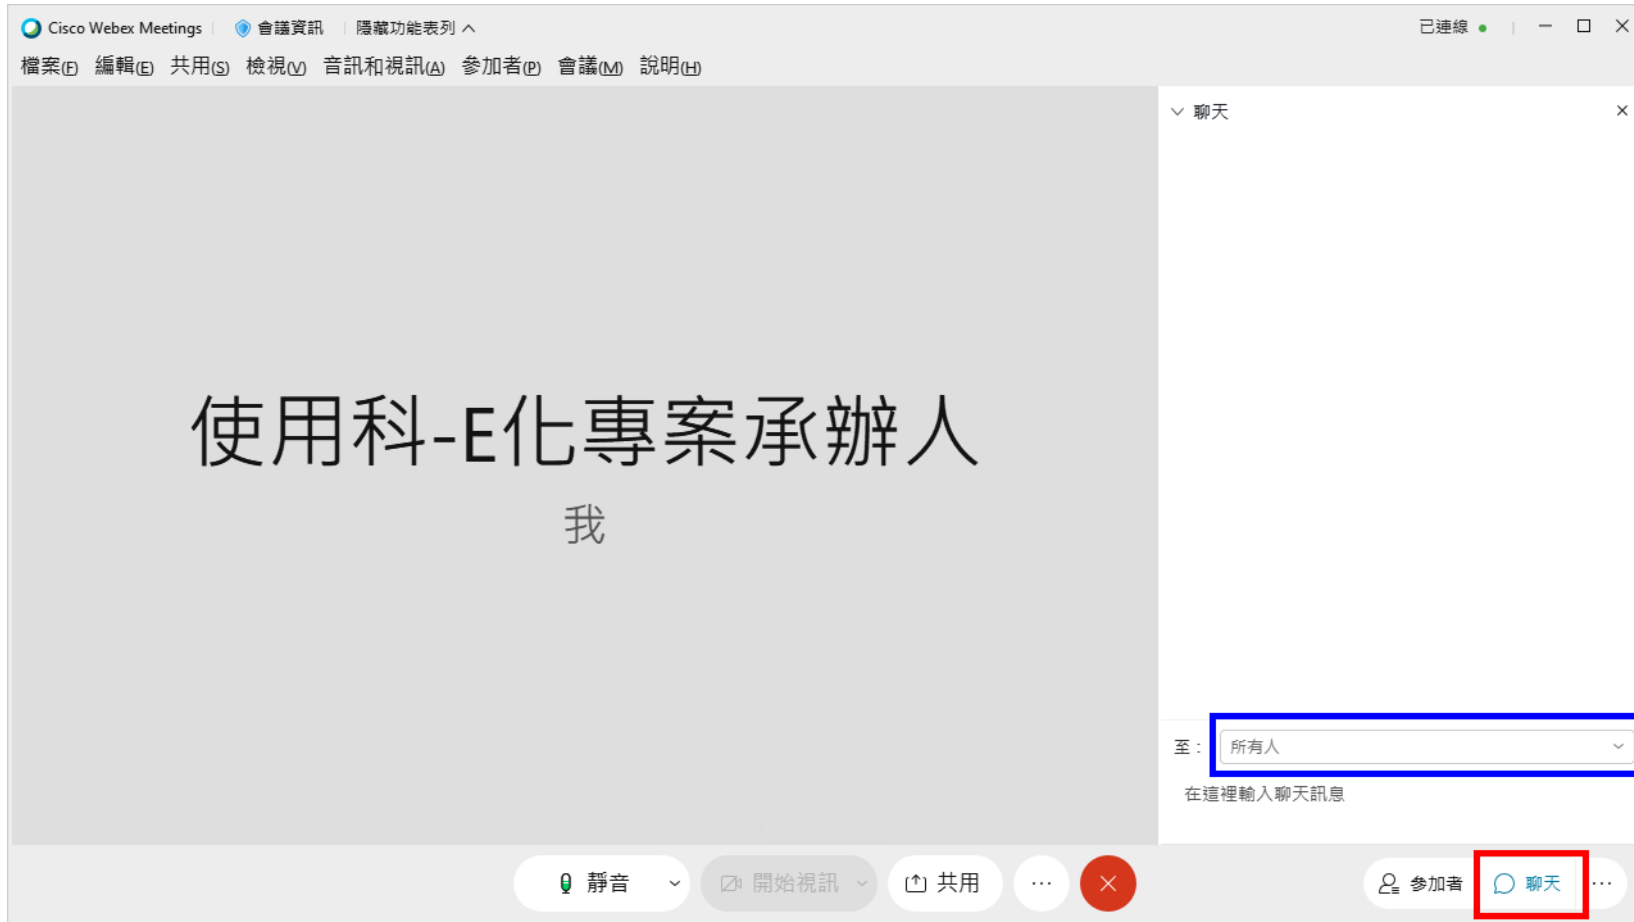 Cisco Webex Meetings 會議資訊 隱藏功能表列 已連線
檔案(F) 編輯(E) 共用(S) 檢視(V) 音訊和視訊(A) 參加者(P) 會議(M) 說明(H)
聊天
使用科-E化專案承辦人
我
至: 所有人
在這裡輸入聊天訊息
靜音 開始視訊 共用 ... 參加者 聊天 ...